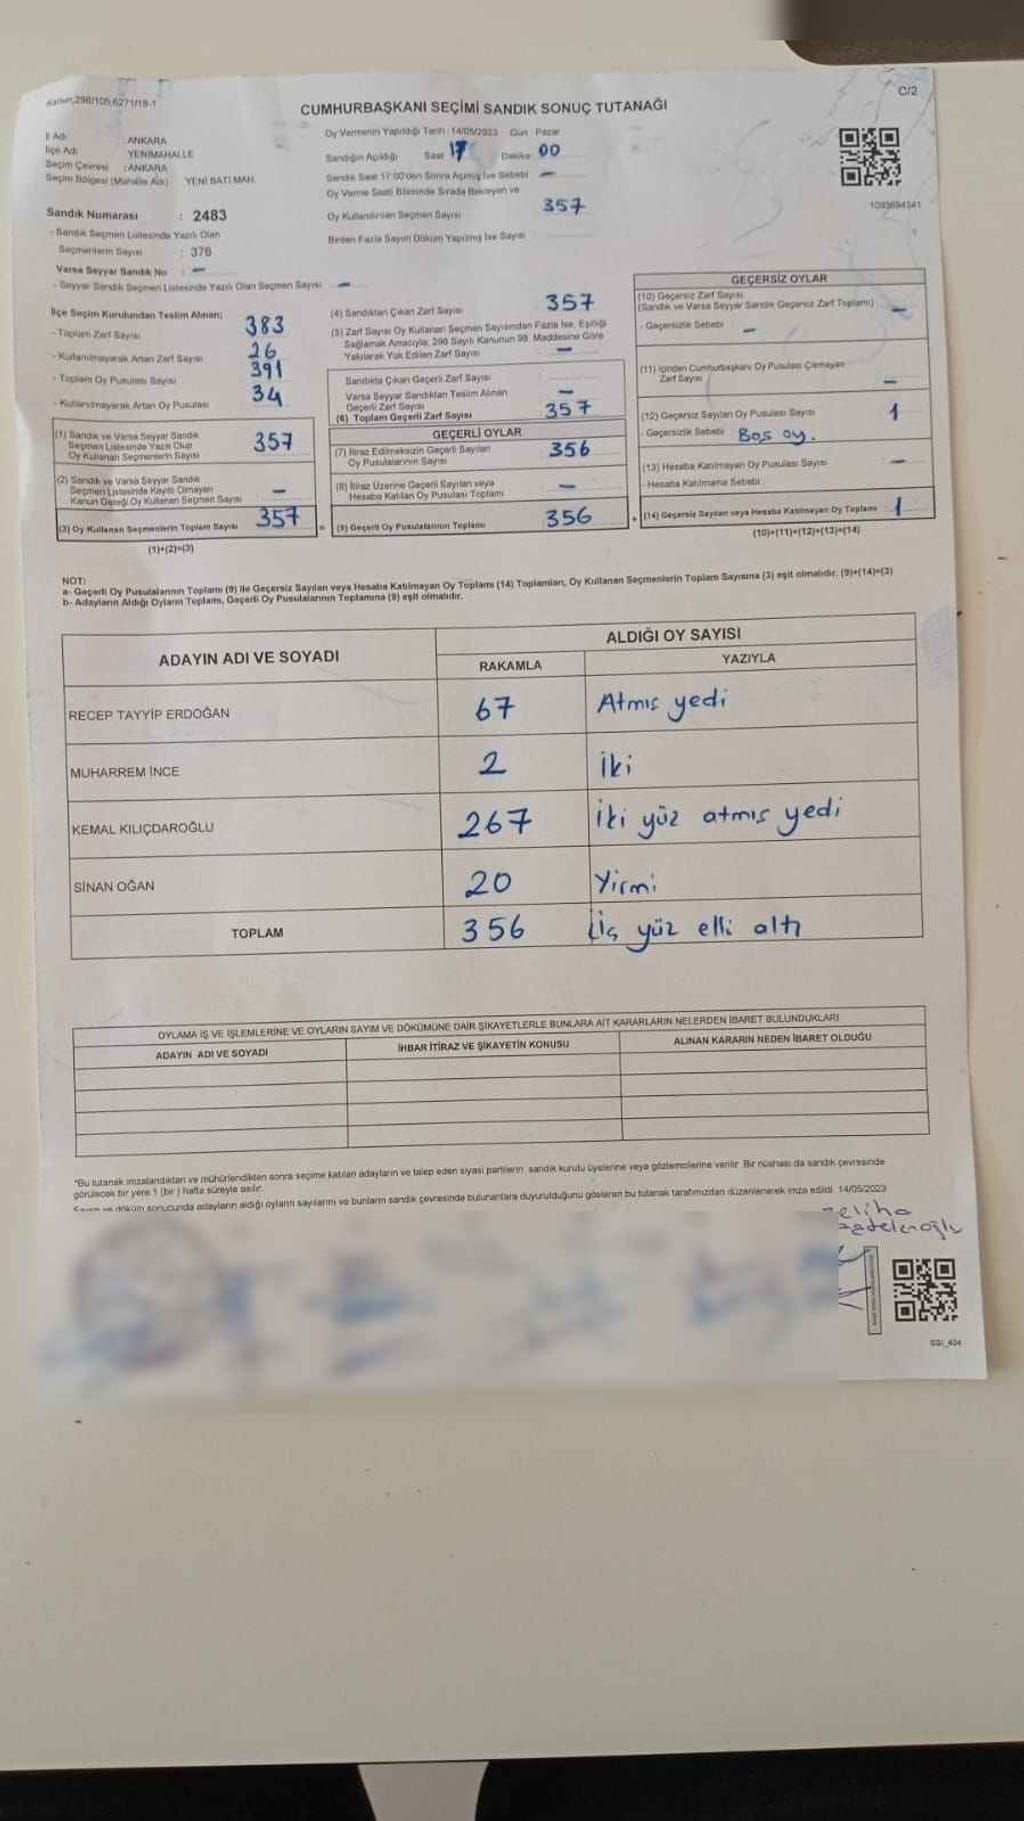 C/2
CUMHURBAŞKANI SEÇİMİ SANDIK SONUÇ TUTANAĞI
İl Adı : ANKARA
İlçe Adı : YENİMAHALLE
Seçim Çevresi : ANKARA
Seçim Bölgesi (Mahalle Adı) YENİ BATI MAH.
Sandık Numarası : 2483
- Sandık Seçmen Listesinde Yazılı Olan
Seçmenlerin Sayısı : 376
Varsa Seyyar Sandık No : -
- Seyyar Sandık Seçmen Listesinde Yazılı Olan Seçmen Sayısı -
Oy Vermenin Yapıldığı Tarih : 14/05/2023 Gün : Pazar
Sandığın Açıldığı Saat 17 Dakika 00
Sandık Saat 17:00'den Sonra Açılmış İse Sebebi -
Oy Verme Saati Bitiminde Sırada Bekleyen ve
Oy Kullandırılan Seçmen Sayısı 357
Birden Fazla Sayım Döküm Yapılmış İse Sayısı
1093694341
İlçe Seçim Kurulundan Teslim Alınan;
- Toplam Zarf Sayısı 383
- Kullanılmayarak Artan Zarf Sayısı 26
- Toplam Oy Pusulası Sayısı 391
- Kullanılmayarak Artan Oy Pusulası 34
(1) Sandık ve Varsa Seyyar Sandık
Seçmen Listesinde Yazılı Olup
Oy Kullanan Seçmenlerin Sayısı 357
(2) Sandık ve Varsa Seyyar Sandık
Seçmen Listesinde Kayıtlı Olmayan
Kanun Gereği Oy Kullanan Seçmen Sayısı -
(3) Oy Kullanan Seçmenlerin Toplam Sayısı 357
(1)+(2)=(3)
(4) Sandıktan Çıkan Zarf Sayısı 357
(5) Zarf Sayısı Oy Kullanan Seçmen Sayısından Fazla İse, Eşitliği
Sağlamak Amacıyla; 298 Sayılı Kanunun 98. Maddesine Göre
Yakılarak Yok Edilen Zarf Sayısı -
Sandıkta Çıkan Geçerli Zarf Sayısı
Varsa Seyyar Sandıktan Teslim Alınan
Geçerli Zarf Sayısı -
(6) Toplam Geçerli Zarf Sayısı 357
GEÇERLİ OYLAR
(7) İtiraz Edilmeksizin Geçerli Sayılan
Oy Pusulalarının Sayısı 356
(8) İtiraz Üzerine Geçerli Sayılan veya
Hesaba Katılan Oy Pusulası Toplamı -
= (9) Geçerli Oy Pusulalarının Toplamı 356
GEÇERSİZ OYLAR
(10) Geçersiz Zarf Sayısı
(Sandık ve Varsa Seyyar Sandık Geçersiz Zarf Toplamı) -
- Geçersizlik Sebebi : -
(11) İçinden Cumhurbaşkanı Oy Pusulası Çıkmayan
Zarf Sayısı -
(12) Geçersiz Sayılan Oy Pusulası Sayısı 1
- Geçersizlik Sebebi : Boş oy.
(13) Hesaba Katılmayan Oy Pusulası Sayısı -
- Hesaba Katılmama Sebebi :
+ (14) Geçersiz Sayılan veya Hesaba Katılmayan Oy Toplamı : 1
(10)+(11)+(12)+(13)=(14)
NOT:
a- Geçerli Oy Pusulalarının Toplamı (9) ile Geçersiz Sayılan veya Hesaba Katılmayan Oy Toplamı (14) Toplamları, Oy Kullanan Seçmenlerin Toplam Sayısına (3) eşit olmalıdır. (9)+(14)=(3)
b- Adayların Aldığı Oyların Toplamı, Geçerli Oy Pusulalarının Toplamına (9) eşit olmalıdır.
ADAYIN ADI VE SOYADI ALDIĞI OY SAYISI
RAKAMLA YAZIYLA
RECEP TAYYİP ERDOĞAN 67 Atmış yedi
MUHARREM İNCE 2 İki
KEMAL KILIÇDAROĞLU 267 İki yüz atmış yedi
SİNAN OĞAN 20 Yirmi
TOPLAM 356 Üç yüz elli altı
OYLAMA İŞ VE İŞLEMLERİNE VE OYLARIN SAYIM VE DÖKÜMÜNE DAİR ŞİKAYETLERLE BUNLARA AİT KARARLARIN NELERDEN İBARET BULUNDUKLARI
ADAYIN ADI VE SOYADI İHBAR İTİRAZ VE ŞİKAYETİN KONUSU ALINAN KARARIN NEDEN İBARET OLDUĞU
*Bu tutanak imzalandıktan ve mühürlendikten sonra seçime katılan adayların ve talep eden siyasi partilerin sandık kurulu üyelerine veya gözlemcilerine verilir. Bir nüshası da sandık çevresinde
görülecek bir yere 1 (bir) hafta süreyle asılır.
Sayım ve döküm sonucunda adayların aldığı oyların sayılarını ve bunların sandık çevresinde bulunanlara duyurulduğunu gösteren bu tutanak tarafımızdan düzenlenerek imza edildi. 14/05/2023